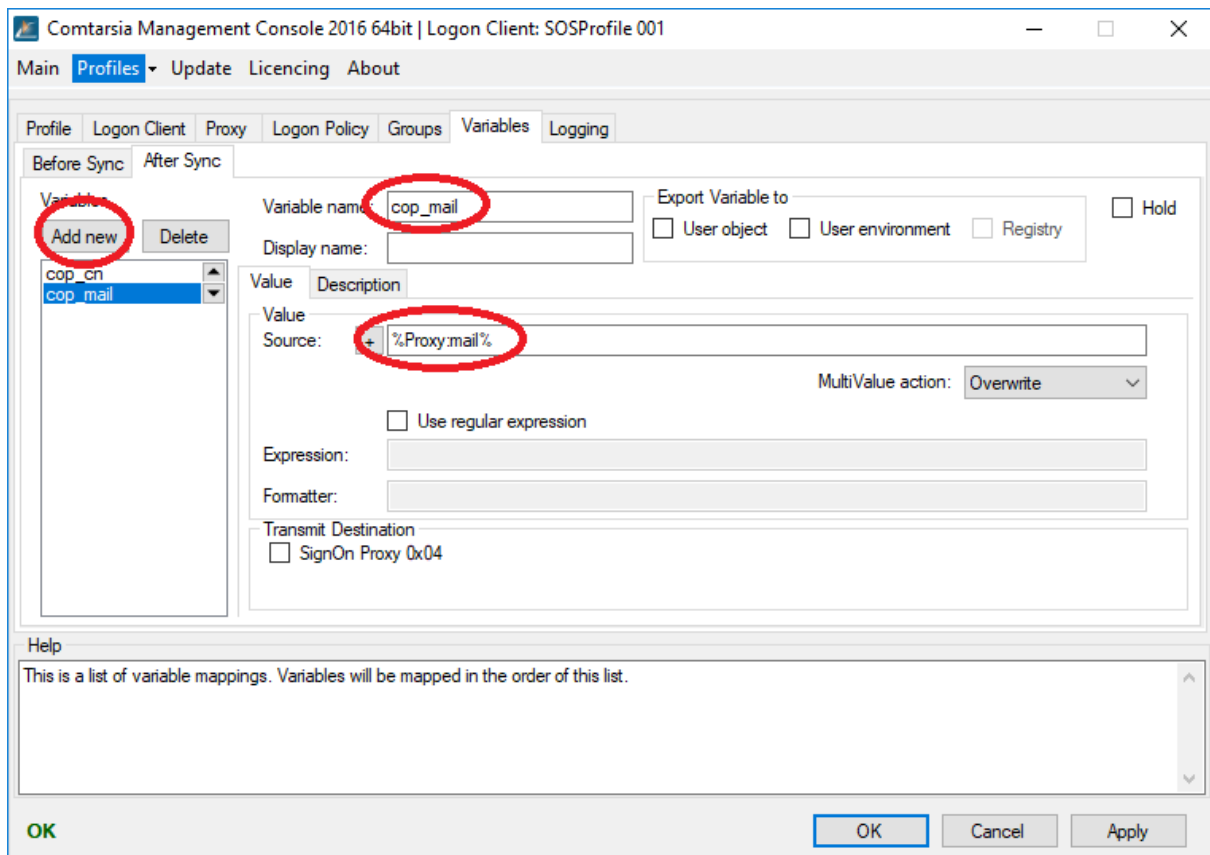 Comtarsia Management Console 2016 64bit | Logon Client: SOSProfile 001
Main Profiles Update Licencing About
Profile Logon Client Proxy Logon Policy Groups Variables Logging
Before Sync After Sync
Variables
Add new Delete
cop_cn
cop_mail
Variable name: cop_mail
Display name:
Export Variable to
User object User environment Registry
Hold
Value Description
Value
Source: + %Proxy:mail%
MultiValue action: Overwrite
Use regular expression
Expression:
Formatter:
Transmit Destination
SignOn Proxy 0x04
Help
This is a list of variable mappings. Variables will be mapped in the order of this list.
OK OK Cancel Apply